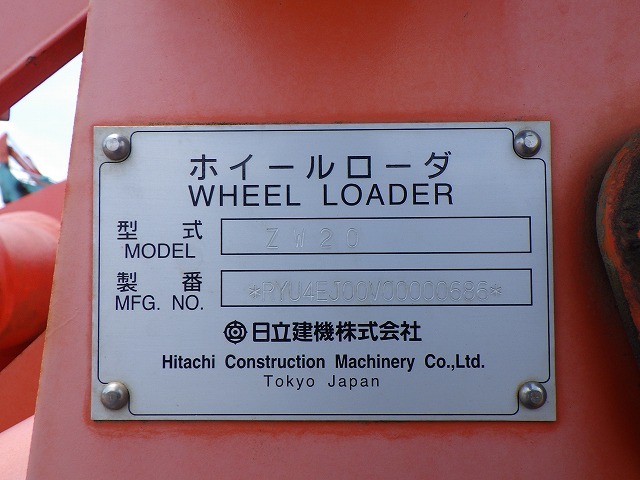 ホイールローダ
WHEEL LOADER
型式 ZW20
MODEL
製番 *RYU4EJ00V00000686*
MFG. NO.
日立建機株式会社
Hitachi Construction Machinery Co.,Ltd.
Tokyo Japan